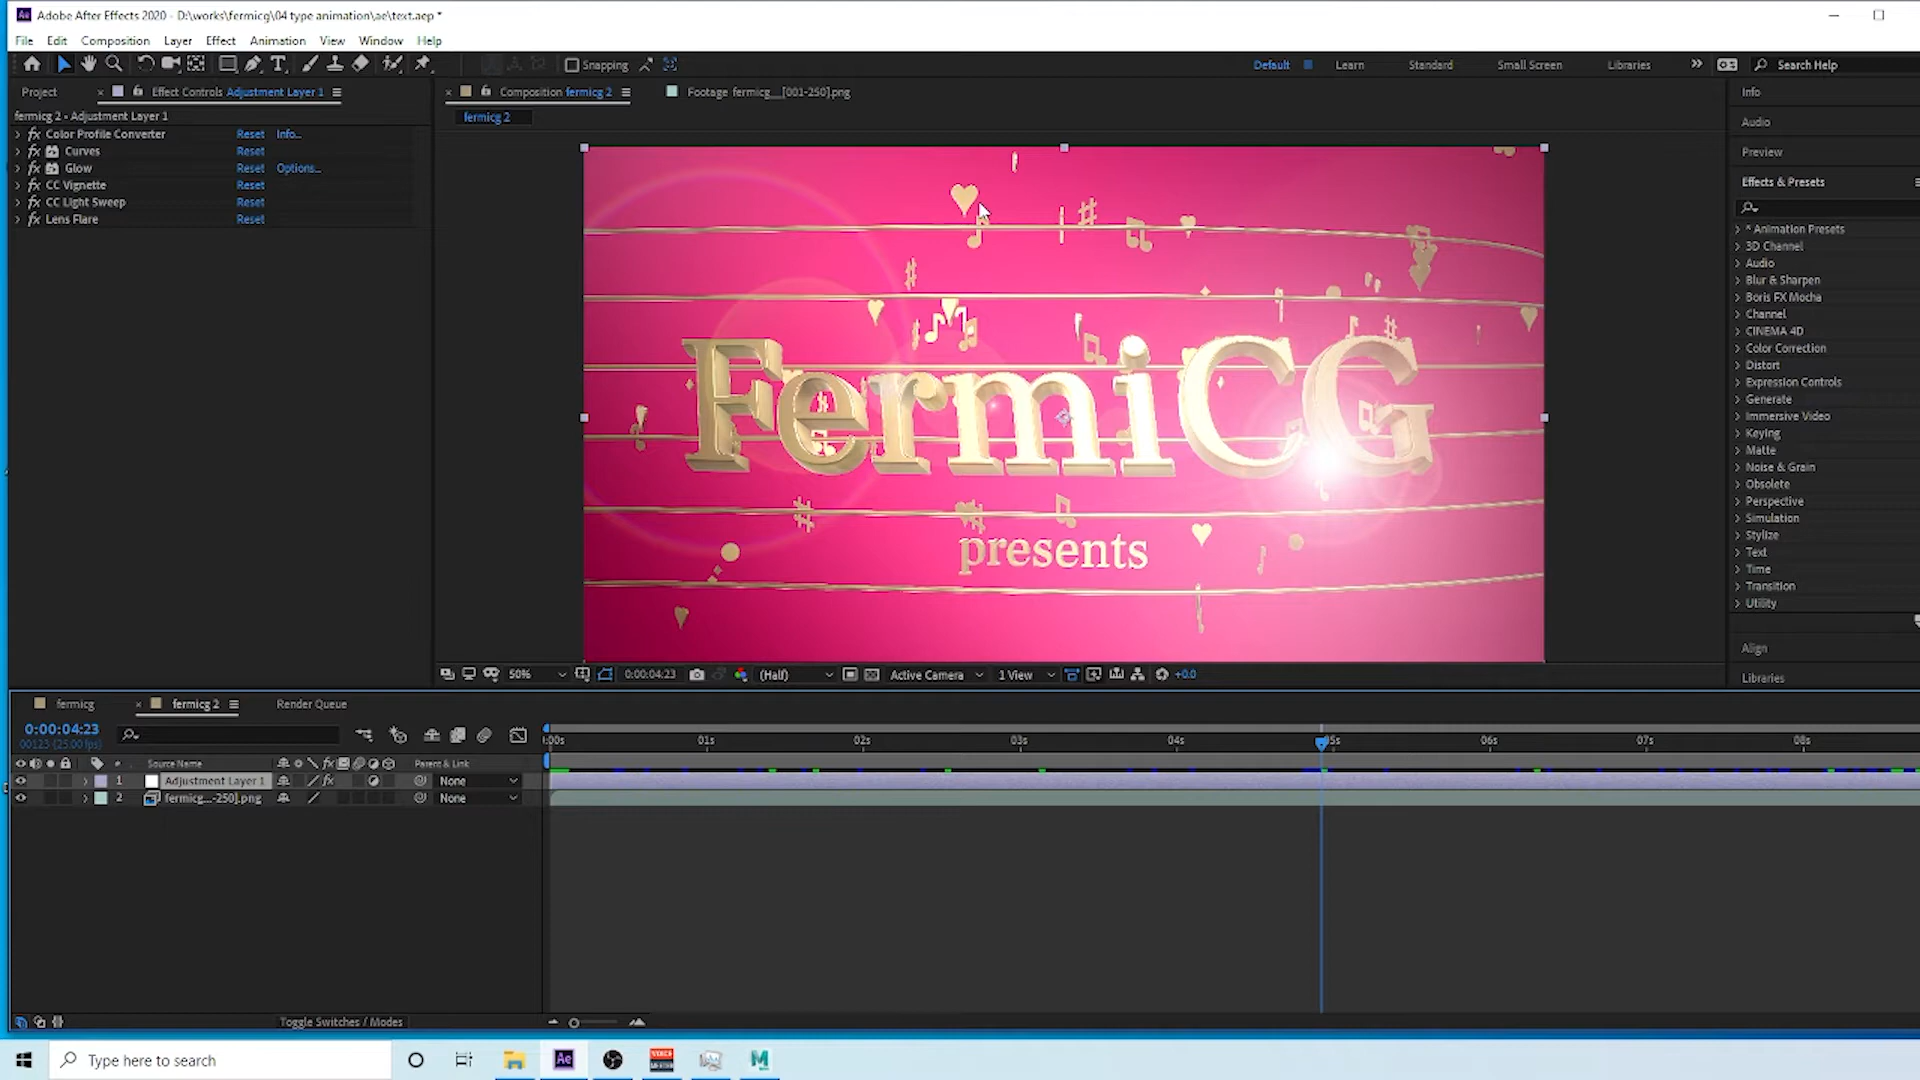 Adobe After Effects 2020 - D:\works\fermicg\04 type animation\ae\text.aep *
File Edit Composition Layer Effect Animation View Window Help
Snapping Default Learn Standard Small Screen Libraries Search Help
Project Effect Controls Adjustment Layer 1 Composition fermicg 2 Footage fermicg__[001-250].png Info
fermicg 2 • Adjustment Layer 1 fermicg 2
Audio
Color Profile Converter Reset Info...
Curves Reset
Preview
Glow Reset Options...
CC Vignette Reset
Effects & Presets
CC Light Sweep Reset
Lens Flare Reset
* Animation Presets
3D Channel
Audio
Blur & Sharpen
Boris FX Mocha
Channel
CINEMA 4D
Color Correction
Distort
Expression Controls
Generate
Immersive Video
Keying
Matte
Noise & Grain
Obsolete
Perspective
Simulation
Stylize
Text
Time
Transition
Utility
FermiCG
presents
Align
50% 0:00:04:23 (Half) Active Camera 1 View +0.0
Libraries
fermicg fermicg 2 Render Queue
0:00:04:23
00123 (25.00 fps)
:00s 01s 02s 03s 04s 05s 06s 07s 08s
# Source Name Parent & Link
1 Adjustment Layer 1 None
2 fermicg...-250].png None
Toggle Switches / Modes
Type here to search
Ae
M